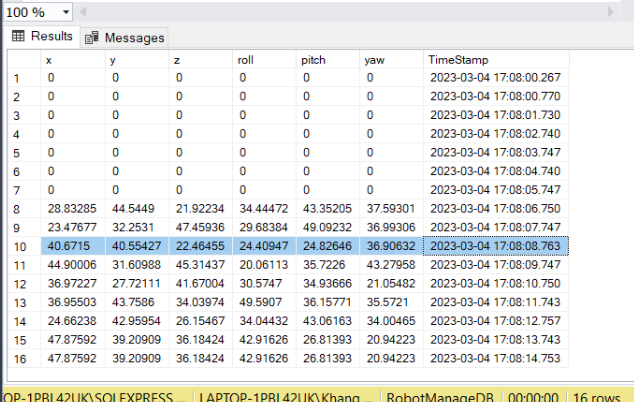 100 %
Results Messages
x y z roll pitch yaw TimeStamp
1 0 0 0 0 0 0 2023-03-04 17:08:00.267
2 0 0 0 0 0 0 2023-03-04 17:08:00.770
3 0 0 0 0 0 0 2023-03-04 17:08:01.730
4 0 0 0 0 0 0 2023-03-04 17:08:02.740
5 0 0 0 0 0 0 2023-03-04 17:08:03.747
6 0 0 0 0 0 0 2023-03-04 17:08:04.740
7 0 0 0 0 0 0 2023-03-04 17:08:05.747
8 28.83285 44.5449 21.92234 34.44472 43.35205 37.59301 2023-03-04 17:08:06.750
9 23.47677 32.2531 47.45936 29.68384 49.09232 36.99306 2023-03-04 17:08:07.747
10 40.6715 40.55427 22.46455 24.40947 24.82646 36.90632 2023-03-04 17:08:08.763
11 44.90006 31.60988 45.31437 20.06113 35.7226 43.27958 2023-03-04 17:08:09.747
12 36.97227 27.72111 41.67004 30.5747 34.93666 21.05482 2023-03-04 17:08:10.750
13 36.95503 43.7586 34.03974 49.5907 36.15771 35.5721 2023-03-04 17:08:11.743
14 24.66238 42.95954 26.15467 34.04432 43.06163 34.00465 2023-03-04 17:08:12.757
15 47.87592 39.20909 36.18424 42.91626 26.81393 20.94223 2023-03-04 17:08:13.743
16 47.87592 39.20909 36.18424 42.91626 26.81393 20.94223 2023-03-04 17:08:14.753
OP-1PBL42UK\SQLEXPRESS ... LAPTOP-1PBL42UK\Khang ... RobotManageDB 00:00:00 16 rows